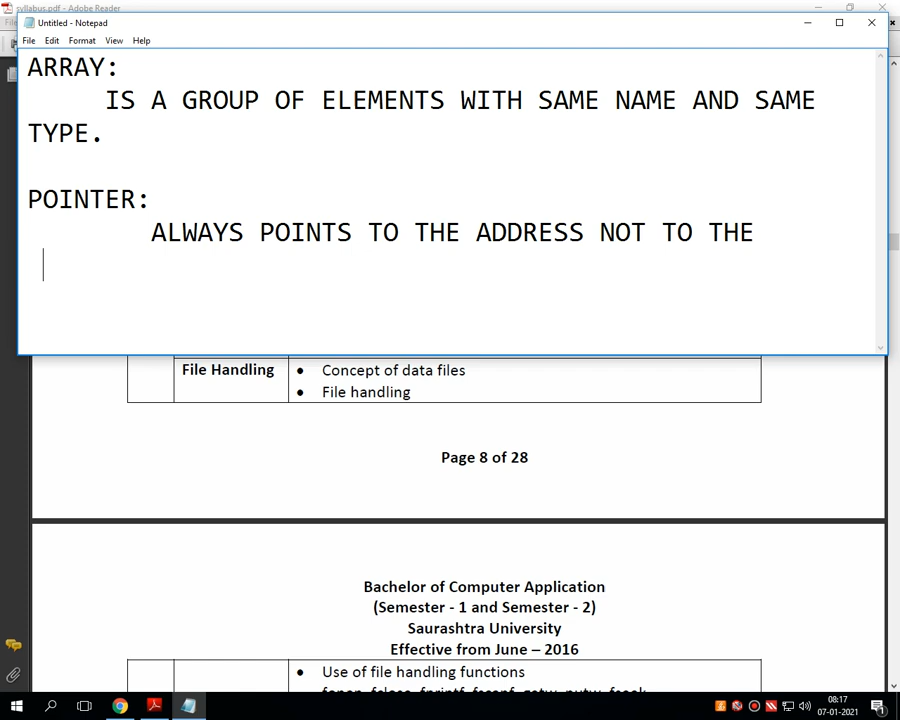 syllabus.pdf - Adobe Reader
Untitled - Notepad
File Edit Format View Help
ARRAY:
IS A GROUP OF ELEMENTS WITH SAME NAME AND SAME
TYPE.
POINTER:
ALWAYS POINTS TO THE ADDRESS NOT TO THE
File Handling
• Concept of data files
• File handling
Page 8 of 28
Bachelor of Computer Application
(Semester - 1 and Semester - 2)
Saurashtra University
Effective from June – 2016
• Use of file handling functions
08:17
07-01-2021